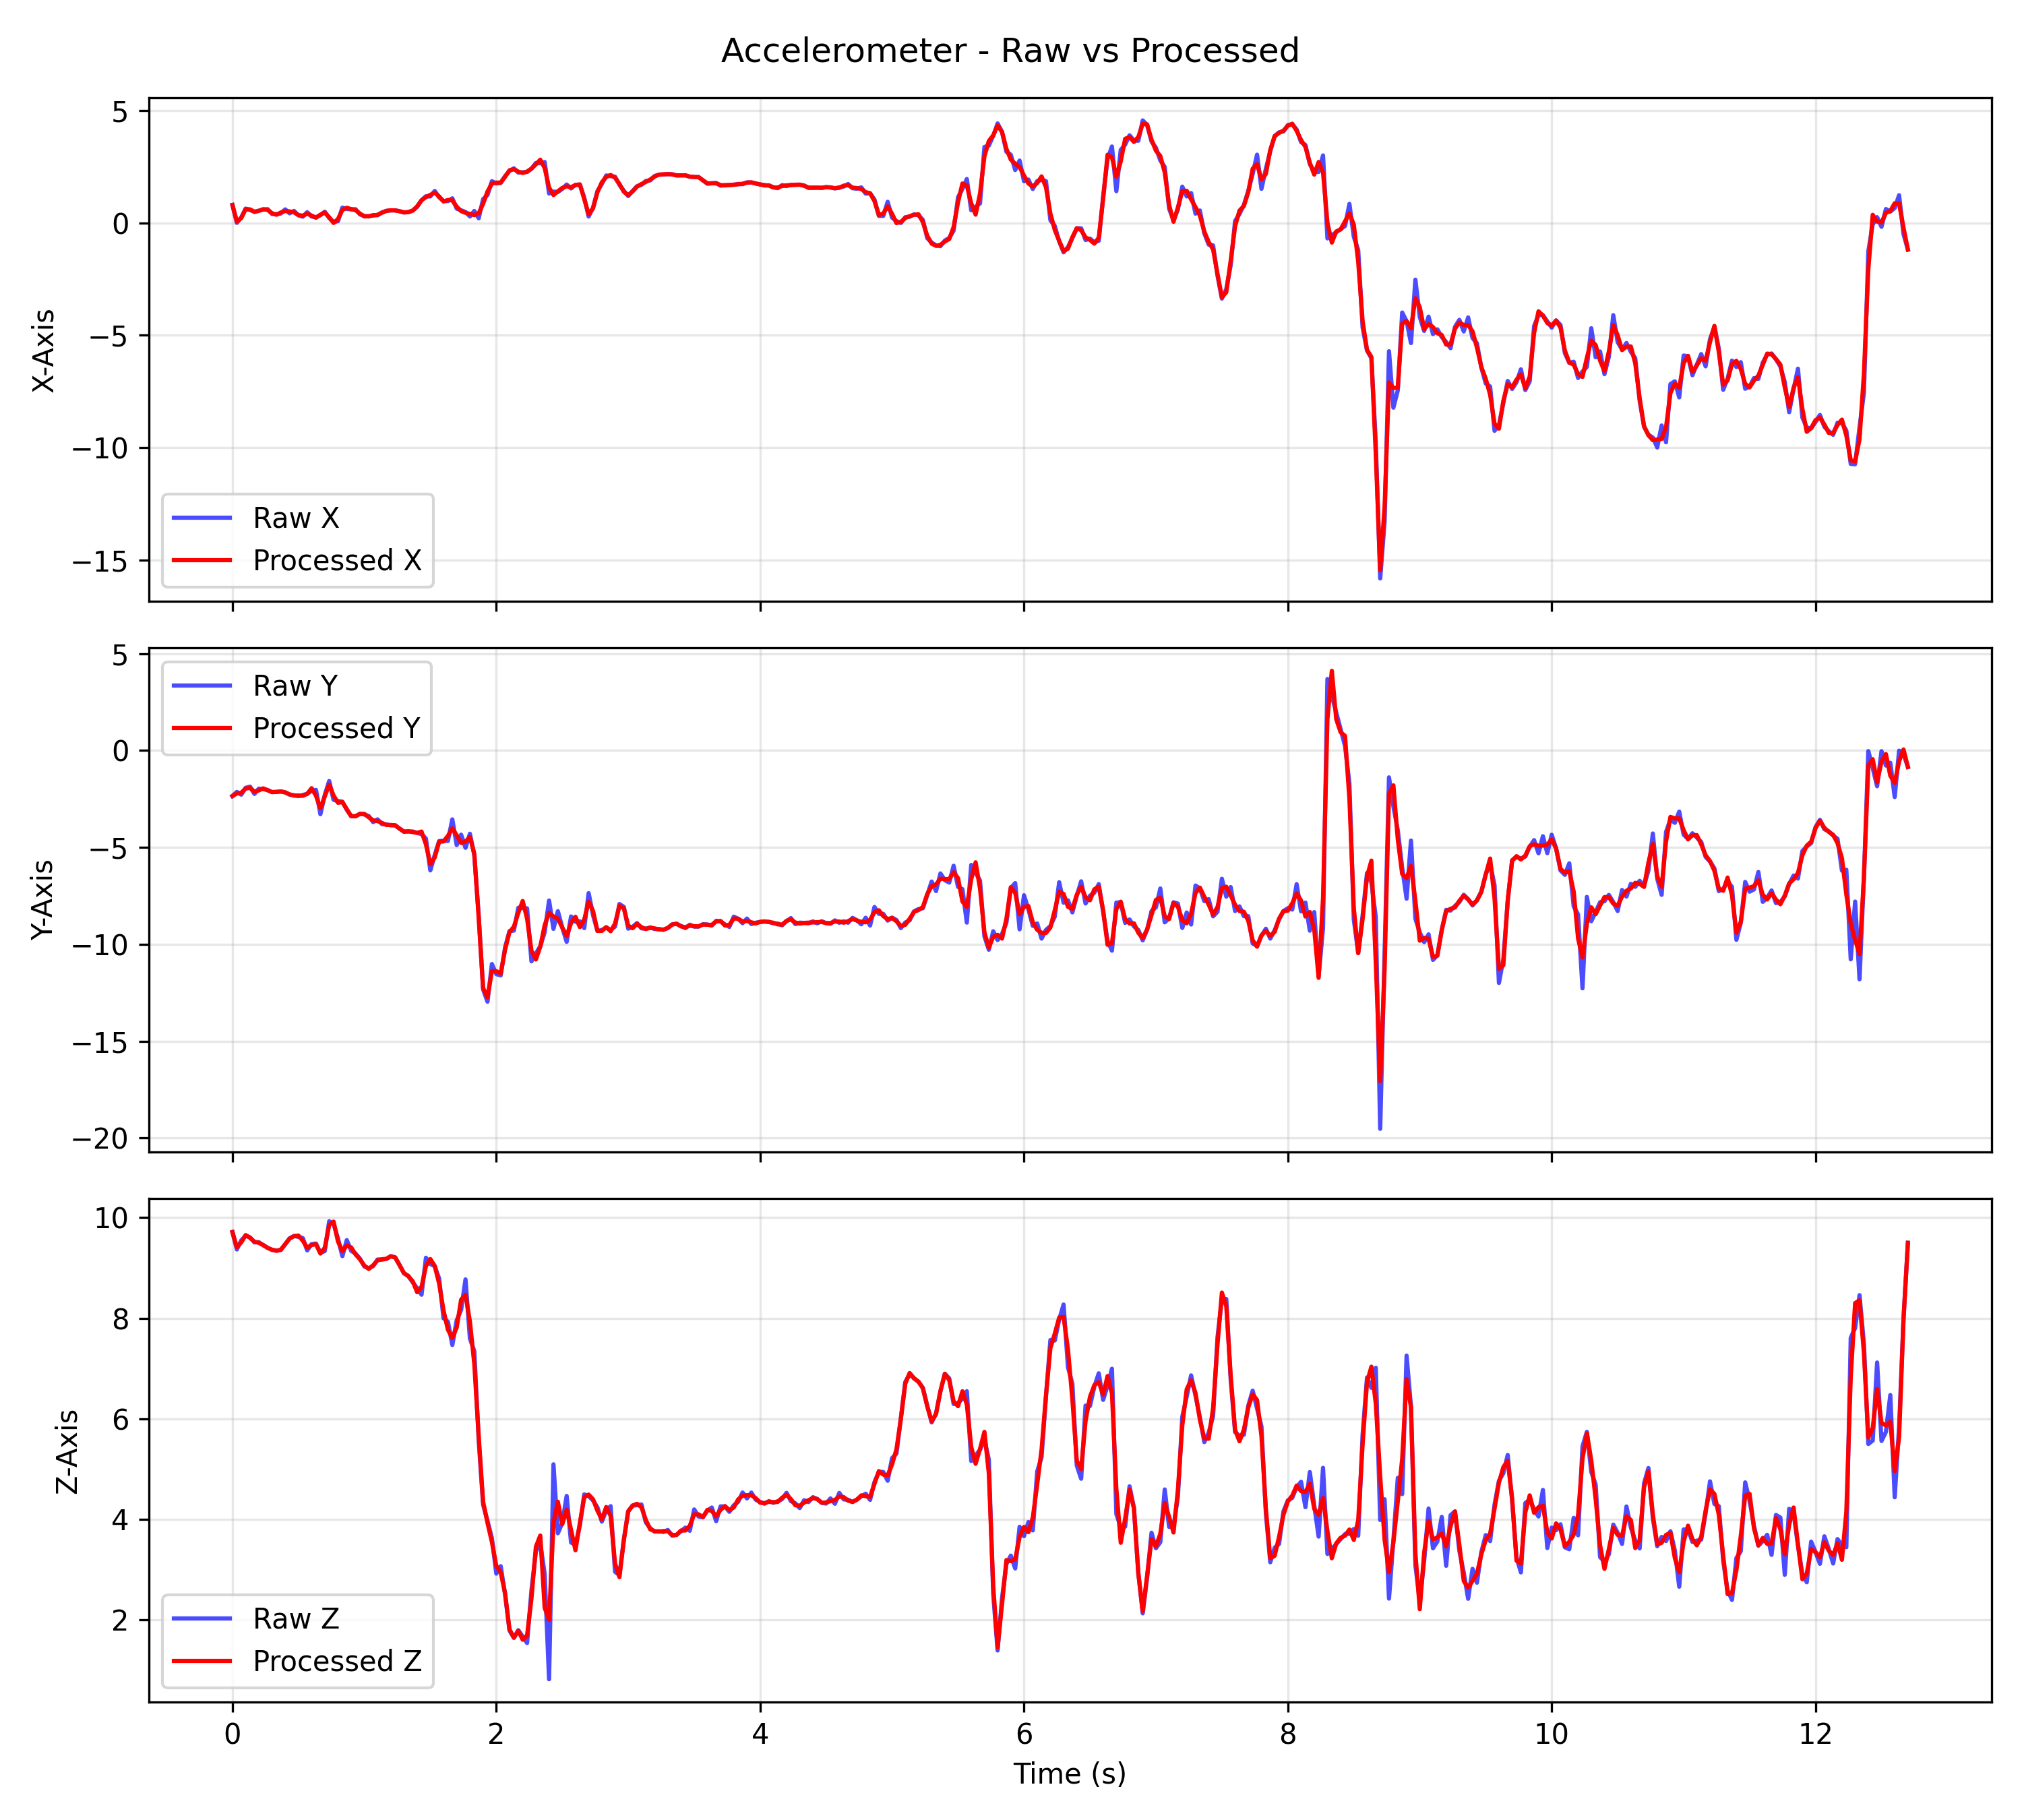 Accelerometer - Raw vs Processed
5
0
−5
−10
−15
X-Axis
Raw X
Processed X
5
0
−5
−10
−15
−20
Y-Axis
Raw Y
Processed Y
10
8
6
4
2
Z-Axis
Raw Z
Processed Z
0 2 4 6 8 10 12
Time (s)